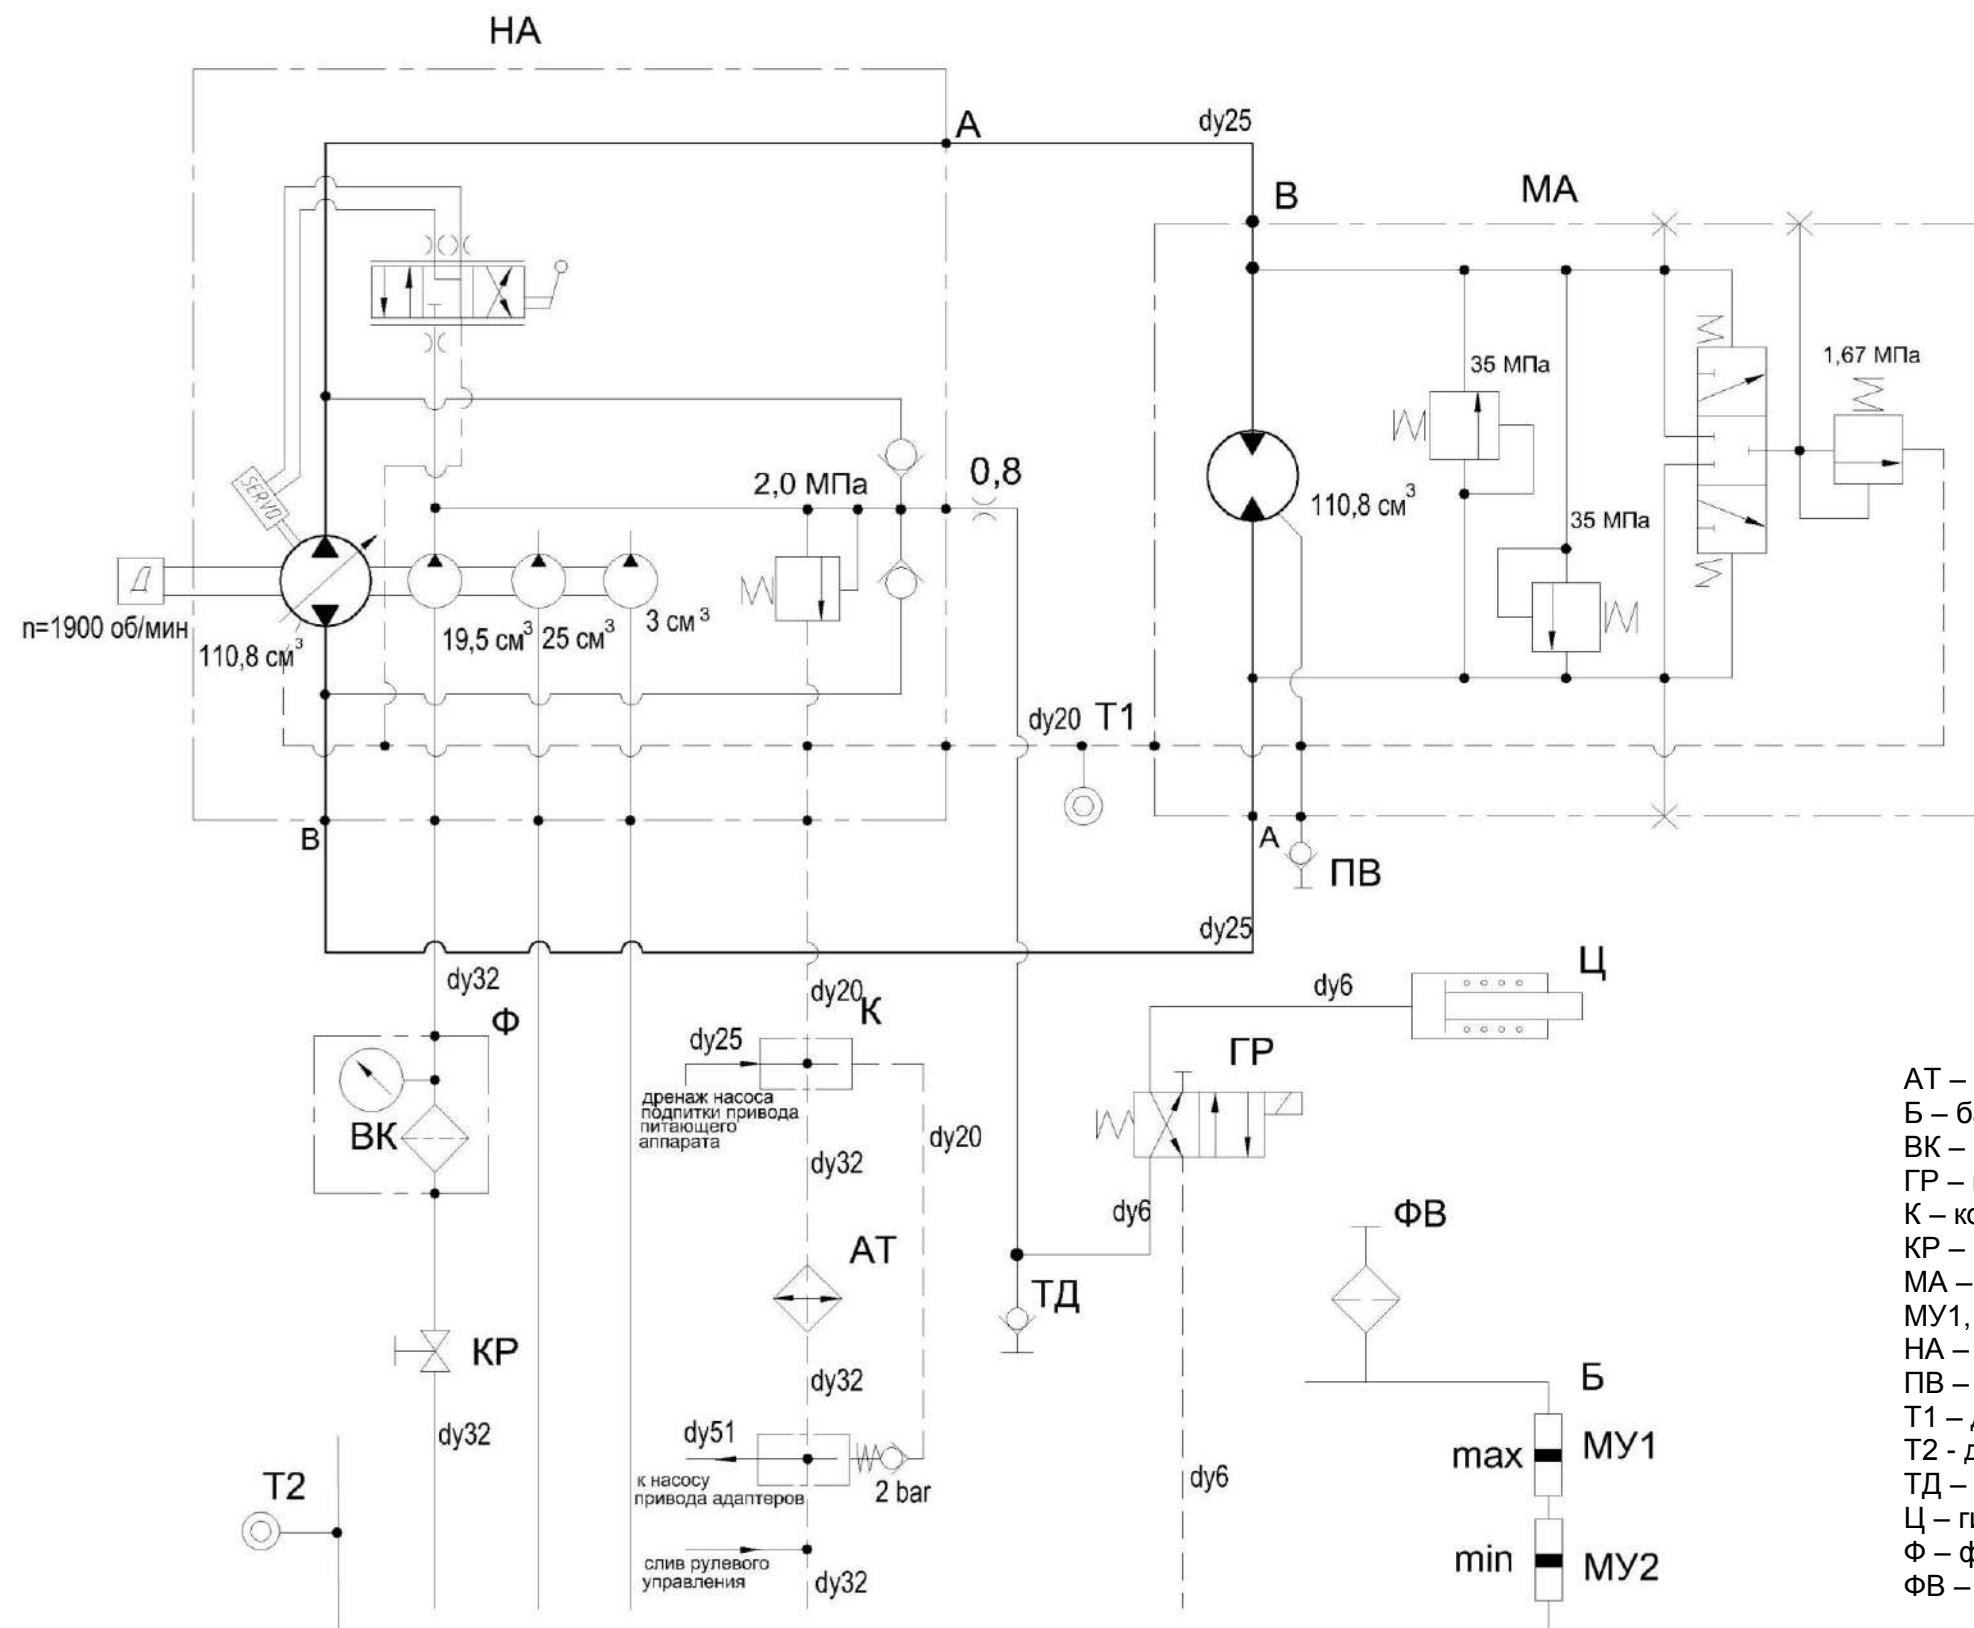 НА
А
dy25
В
МА
35 МПа
1,67 МПа
2,0 МПа
0,8
SERVO
110,8 см³
35 МПа
Д
n=1900 об/мин
110,8 см³
19,5 см³
25 см³
3 см³
dy20
Т1
В
А
ПВ
dy25
dy32
dy20
К
dy6
Ц
Ф
dy25
ГР
дренаж насоса
подпитки привода
питающего
аппарата
ВК
dy20
dy32
dy6
ФВ
АТ
ТД
КР
dy32
Б
dy32
dy51
max
МУ1
к насосу
привода адаптеров
2 bar
dy6
Т2
слив рулевого
управления
dy32
min
МУ2
АТ –
Б – б
ВК –
ГР –
К – ко
КР –
МА –
МУ1,
НА –
ПВ –
Т1 – д
Т2 - д
ТД –
Ц – ги
Ф – ф
ФВ –